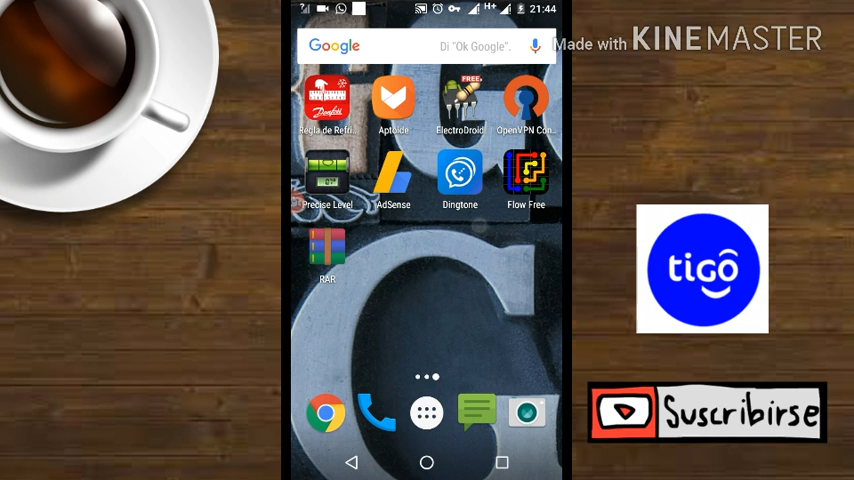 H+ 21:44
Google Di "Ok Google".
Made with KINEMASTER
FREE
Danfoss
Regla de Refri... Aptoide ElectroDroid OpenVPN Con...
Precise Level AdSense Dingtone Flow Free
RAR
tigo
Suscribirse